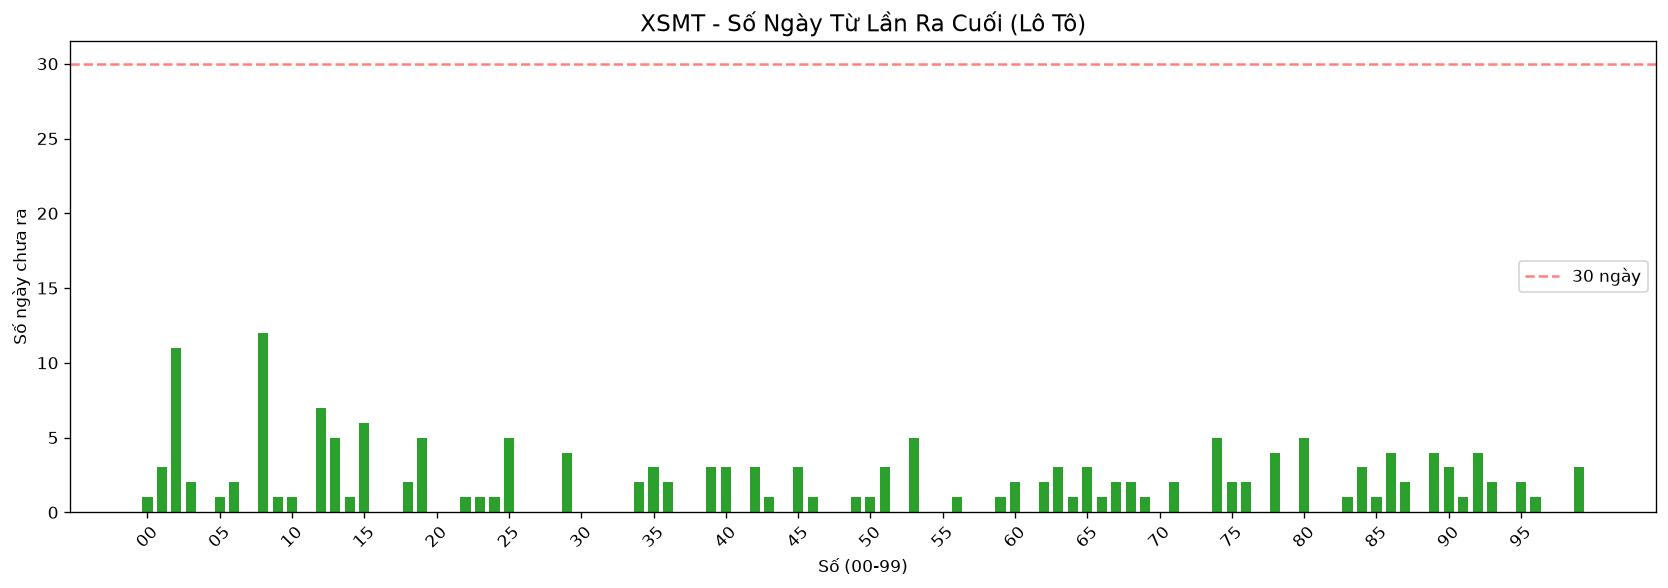 XSMT - Số Ngày Từ Lần Ra Cuối (Lô Tô)
Số ngày chưa ra
30
25
20
15
10
5
0
30 ngày
00 05 10 15 20 25 30 35 40 45 50 55 60 65 70 75 80 85 90 95
Số (00-99)